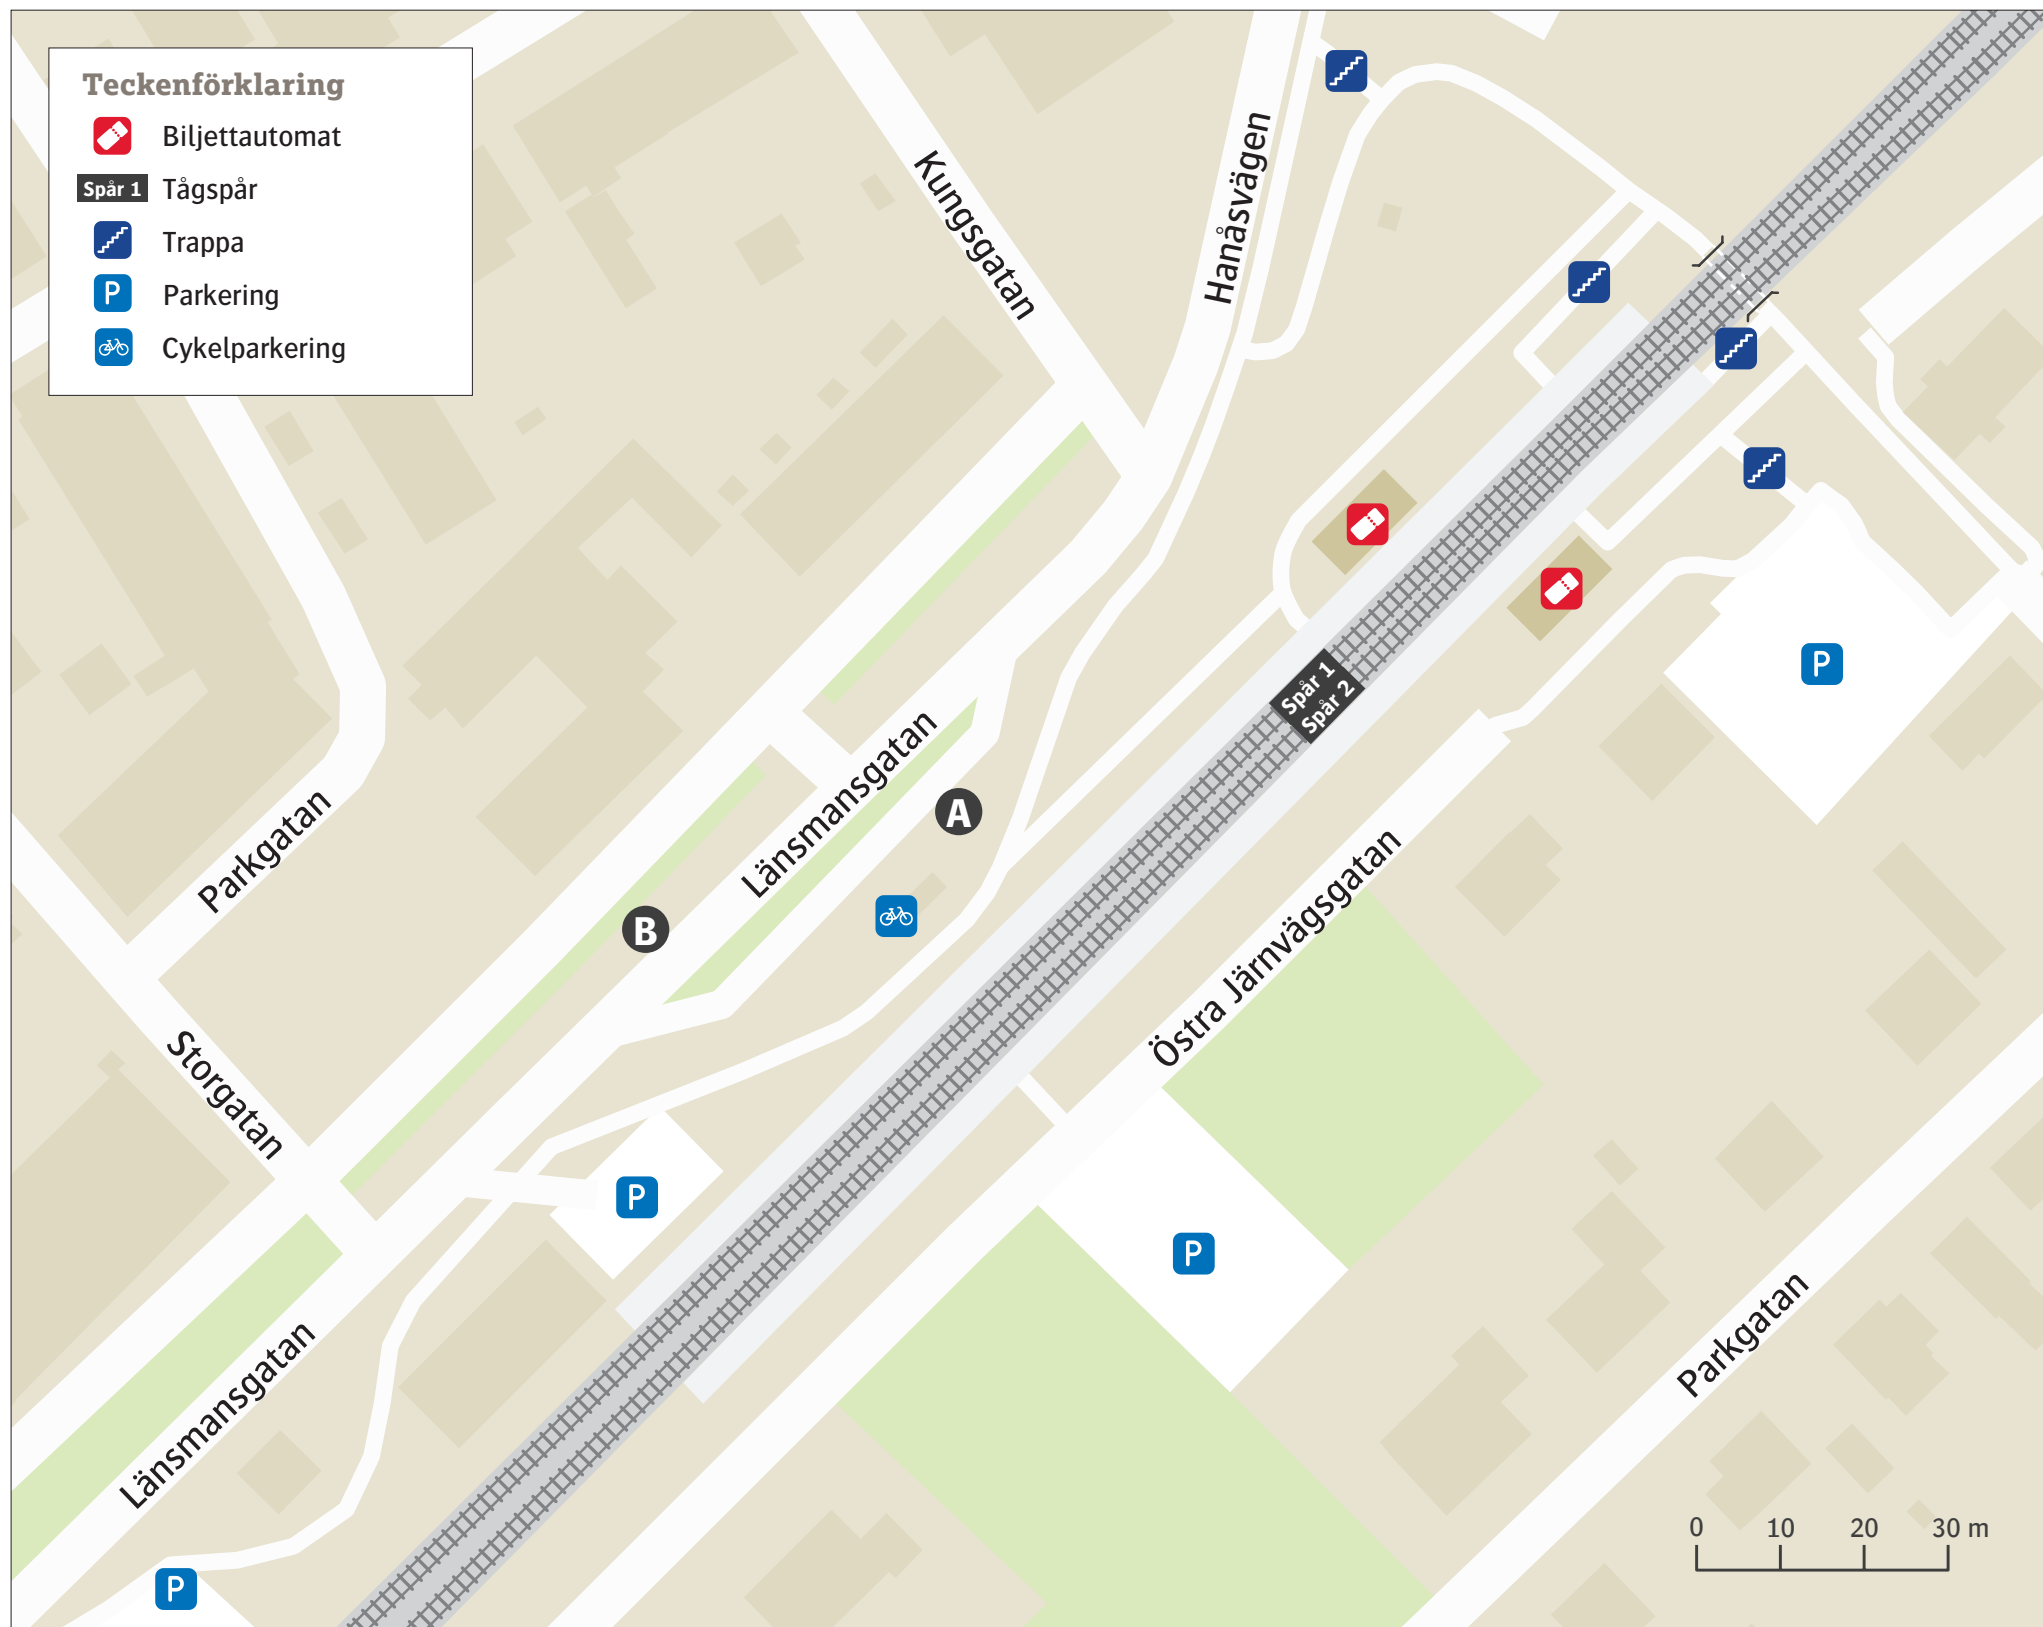 Teckenförklaring
Biljettautomat
Spår 1 Tågspår
Trappa
P Parkering
Cykelparkering
Kungsgatan
Hanåsvägen
Spår 1
Spår 2
P
Länsmansgatan
A
B
Parkgatan
Storgatan
Östra Järnvägsgatan
P
P
Parkgatan
Länsmansgatan
P
0 10 20 30 m